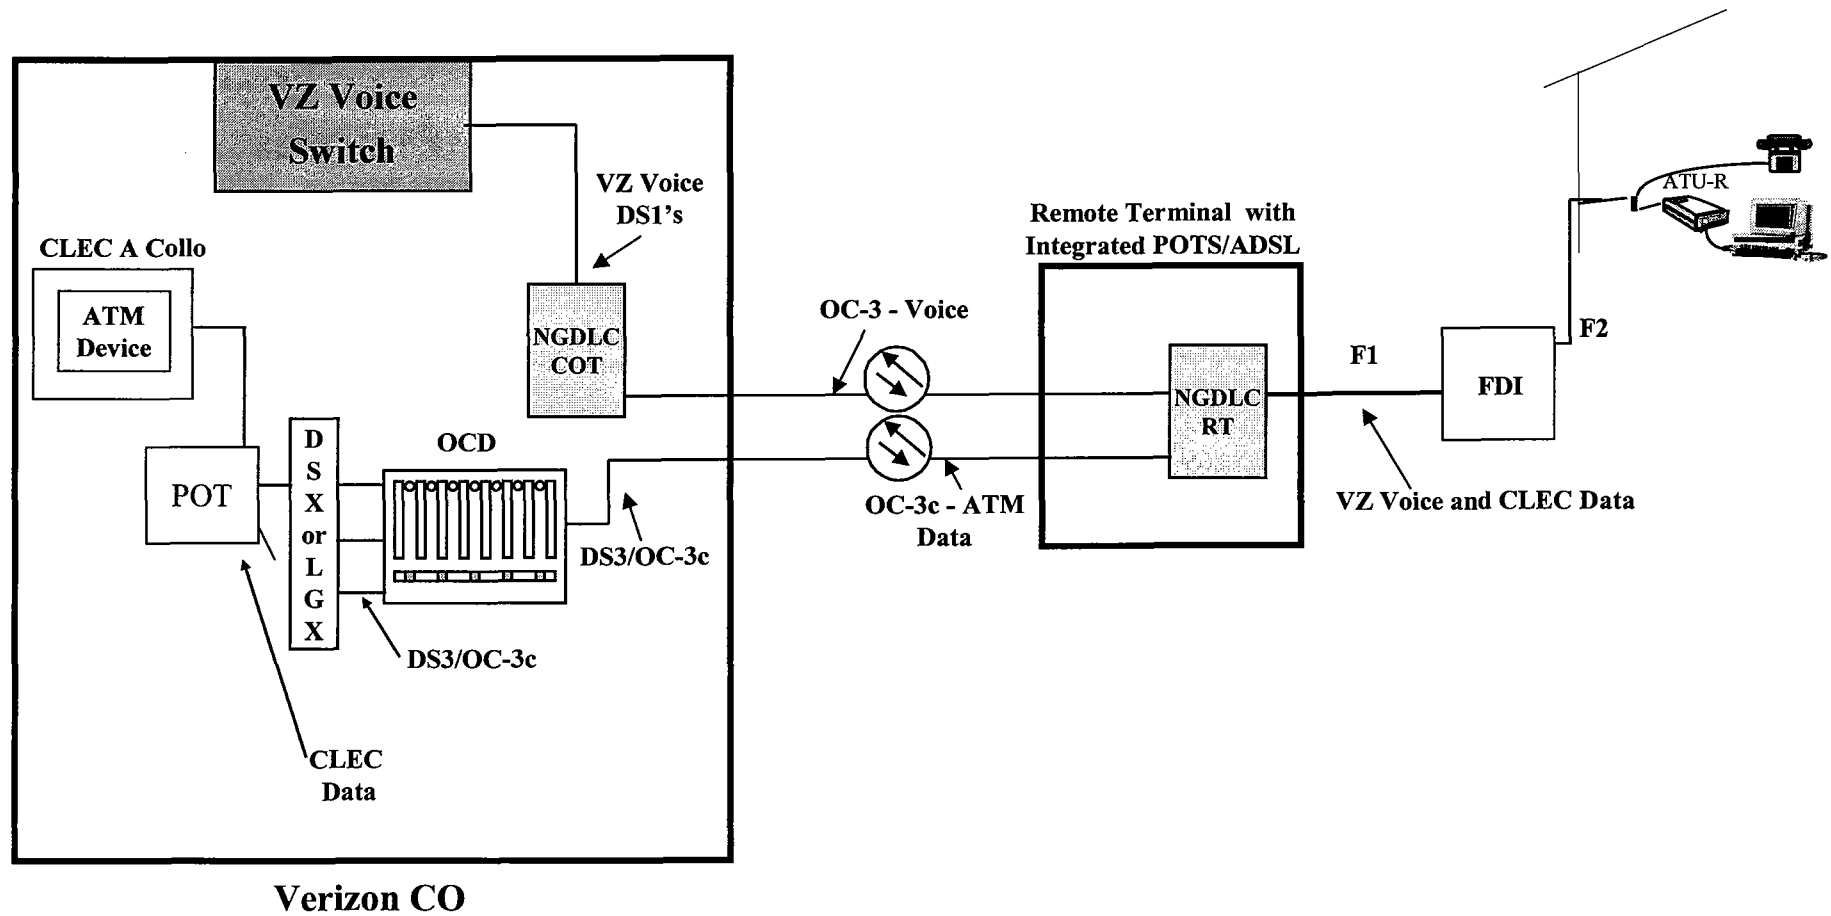 VZ Voice
Switch
VZ Voice
DS1's
CLEC A Collo
ATM
Device
NGDLC
COT
POT
D
S
X
or
L
G
X
OCD
DS3/OC-3c
DS3/OC-3c
CLEC
Data
Verizon CO
OC-3 - Voice
OC-3c - ATM
Data
Remote Terminal with
Integrated POTS/ADSL
NGDLC
RT
F1
VZ Voice and CLEC Data
FDI
F2
ATU-R